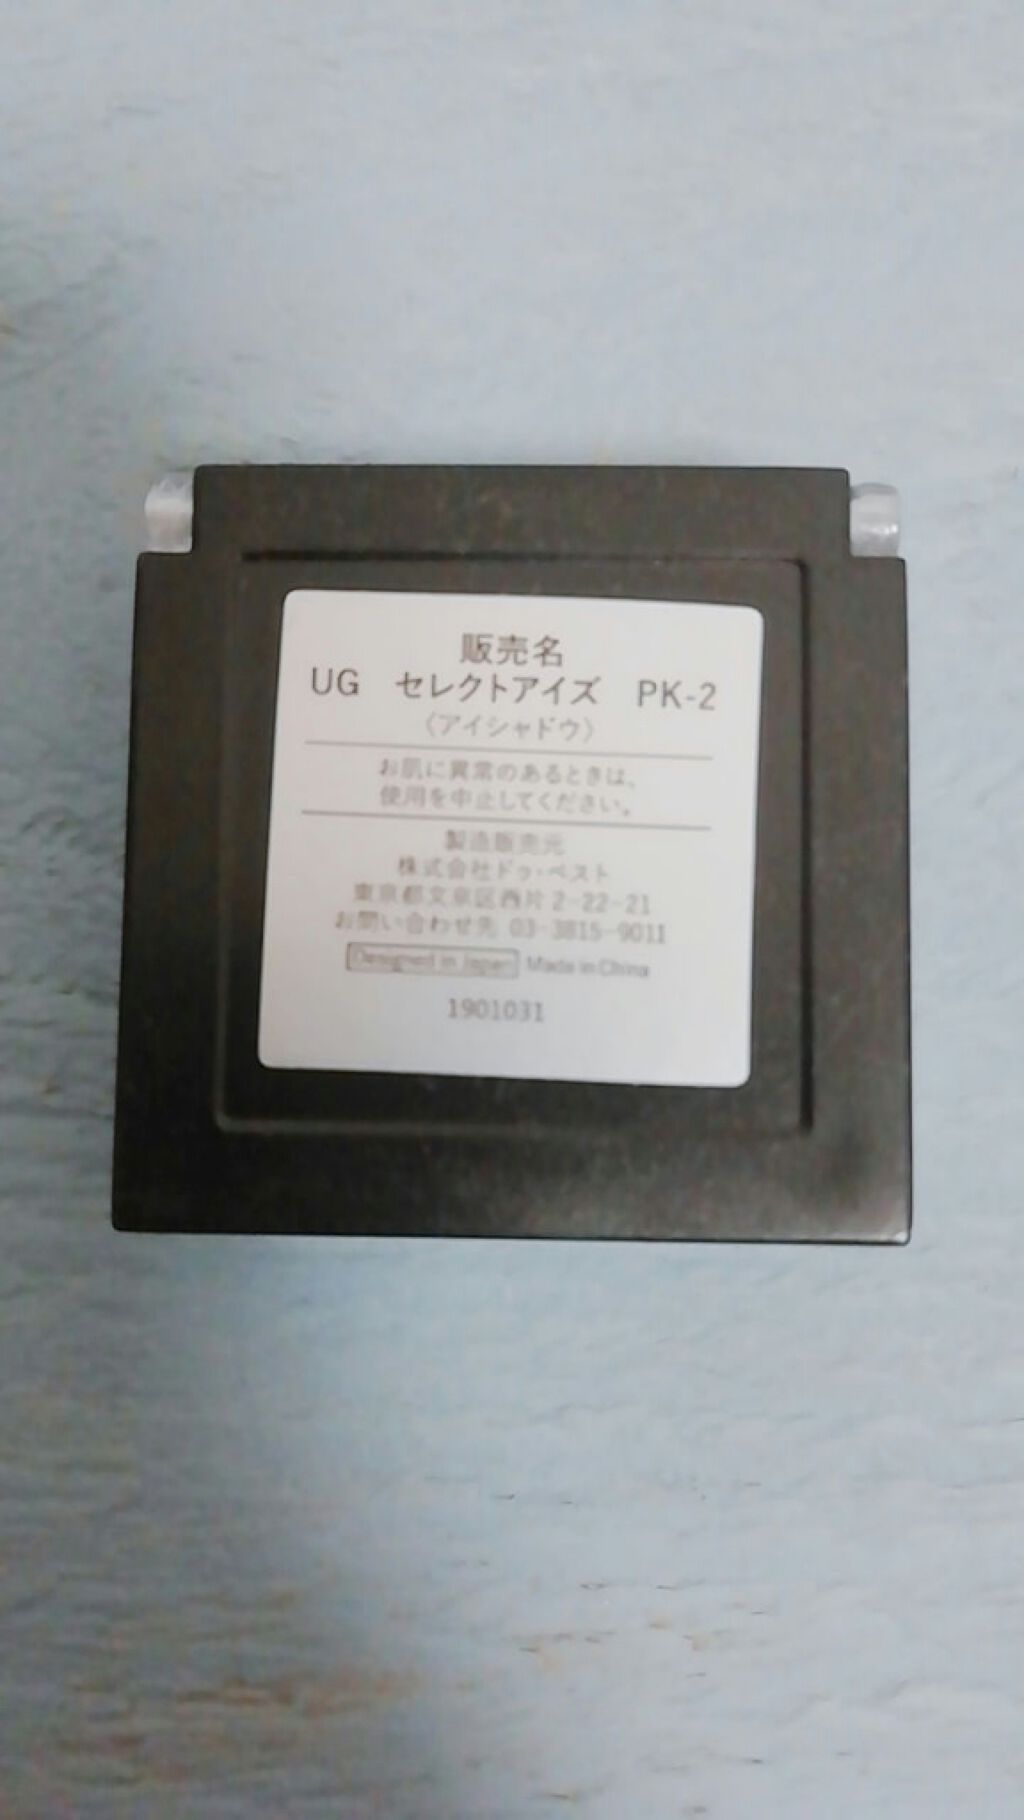 販売名
UG セレクトアイズ PK-2
〈アイシャドウ〉
お肌に異常のあるときは、
使用を中止してください。
製造販売元
株式会社ドゥ・ベスト
東京都文京区西片2-22-21
お問い合わせ先 03-3815-9011
Designed in Japan Made in China
1901031